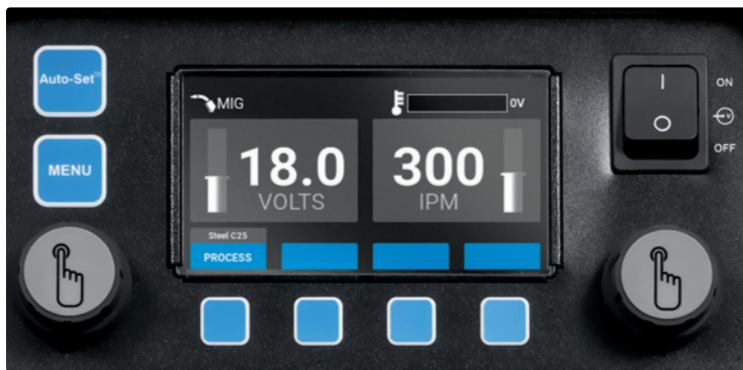 Auto-Set™
MENU
MIG
0V
18.0
VOLTS
300
IPM
Steel C25
PROCESS
I
ON
O
V
OFF